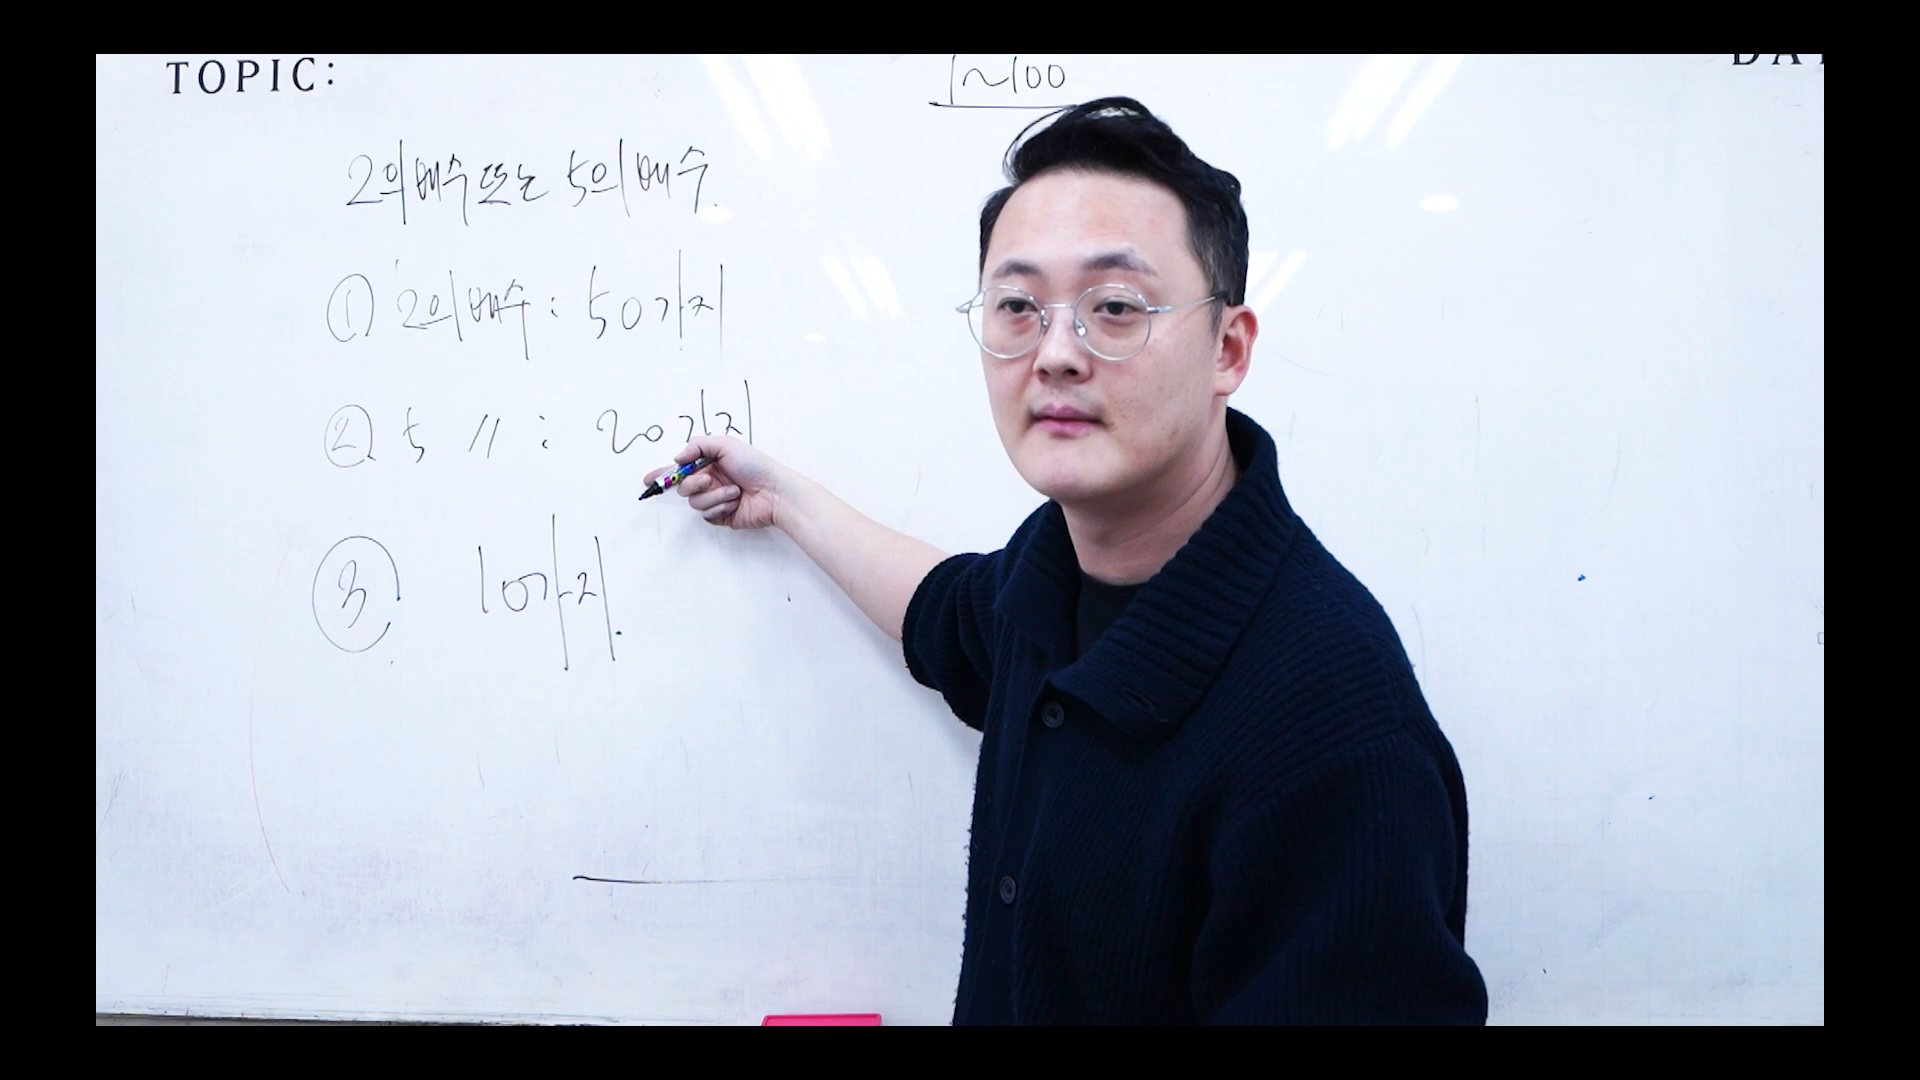 TOPIC:
1~100
2의 배수 또는 5의 배수.
① 2의 배수 : 50가지
② 5 〃 : 20가지
③ 10가지.